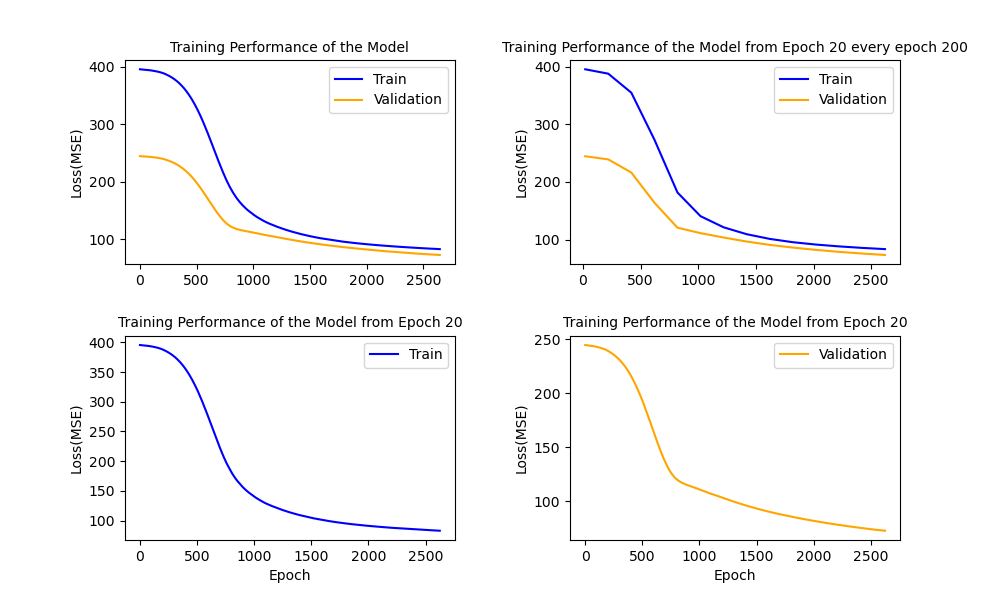 Training Performance of the Model
400
300
200
100
Loss(MSE)
Train
Validation
0 500 1000 1500 2000 2500
Training Performance of the Model from Epoch 20 every epoch 200
400
300
200
100
Loss(MSE)
Train
Validation
0 500 1000 1500 2000 2500
Training Performance of the Model from Epoch 20
400
350
300
250
200
150
100
Loss(MSE)
Train
0 500 1000 1500 2000 2500
Epoch
Training Performance of the Model from Epoch 20
250
200
150
100
Loss(MSE)
Validation
0 500 1000 1500 2000 2500
Epoch